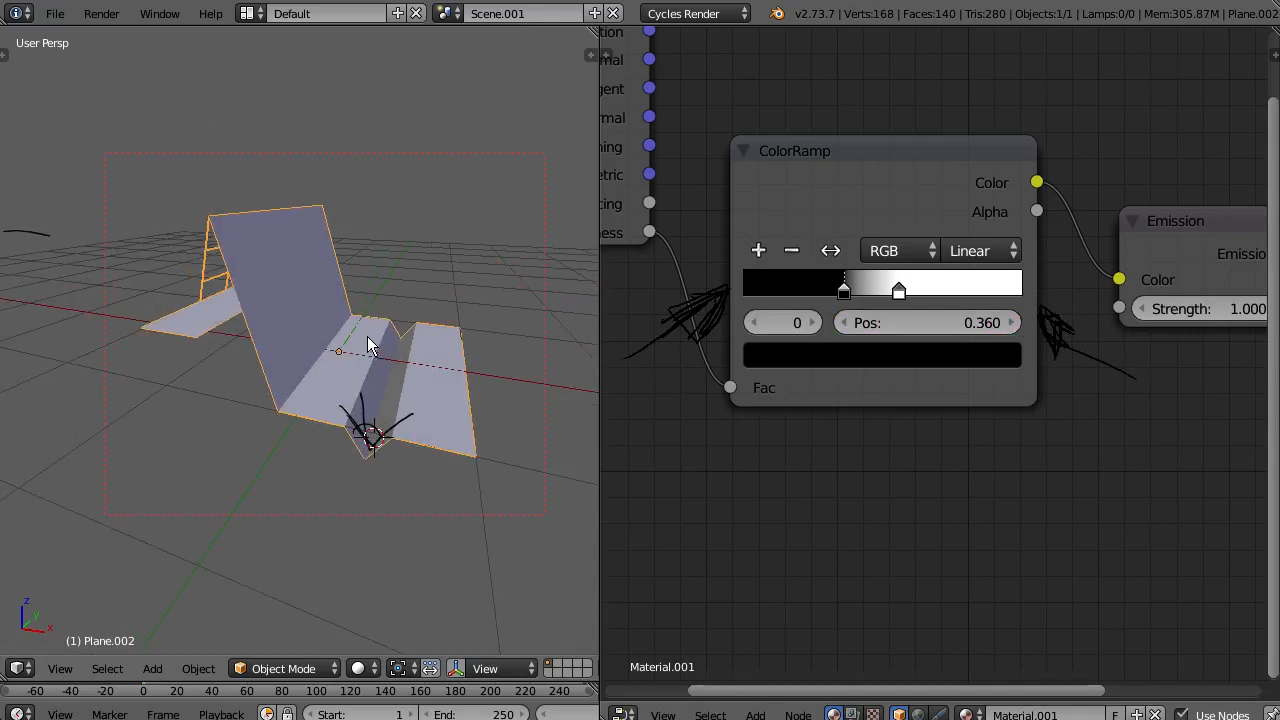 File Render Window Help Default Scene.001 Cycles Render v2.73.7 | Verts:168 | Faces:140 | Tris:280 | Objects:1/1 | Lamps:0/0 | Mem:305.87M | Plane.002
User Persp
ColorRamp
Color
Alpha
RGB Linear
0 Pos: 0.360
Fac
Emission
Emissio
Color
Strength: 1.000
z
y
x
(1) Plane.002
Material.001
View Select Add Object Object Mode View
-60 -40 -20 0 20 40 60 80 100 120 140 160 180 200 220 240
View Marker Frame Playback Start: 1 End: 250
View Select Add Node Material.001 F Use Nodes